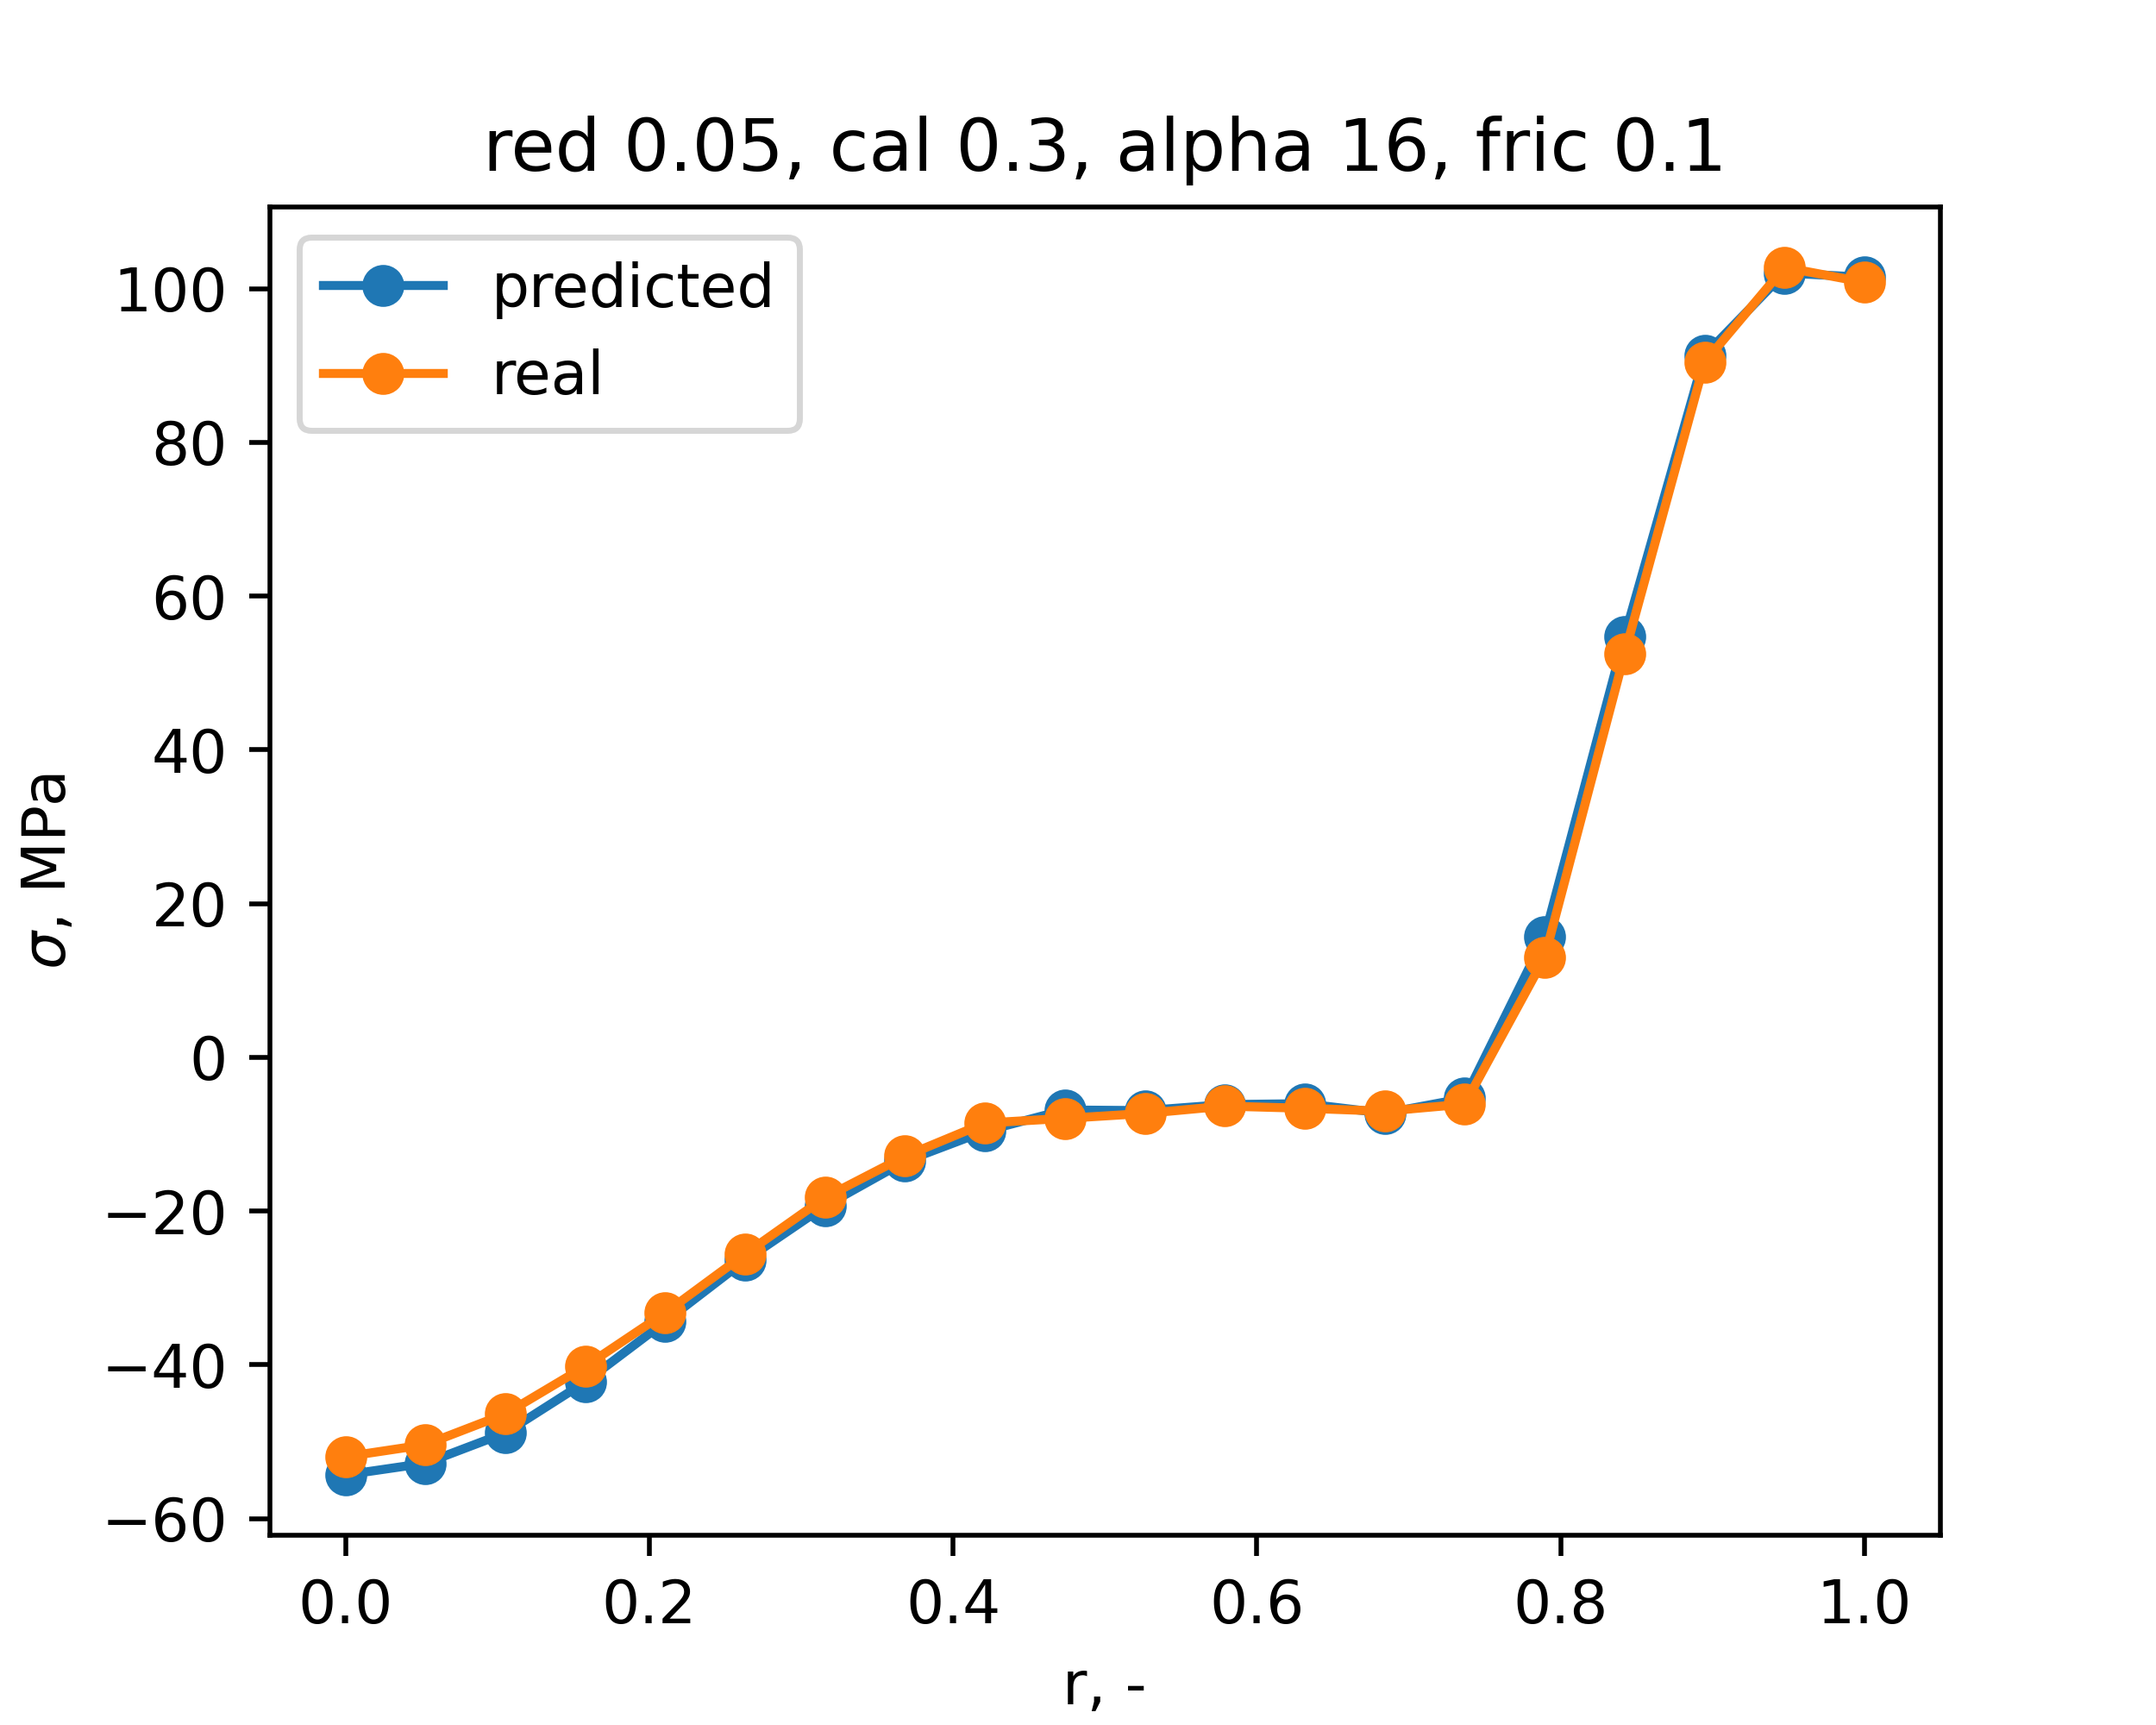 red 0.05, cal 0.3, alpha 16, fric 0.1
predicted
real
100
80
60
40
20
0
−20
−40
−60
σ, MPa
0.0 0.2 0.4 0.6 0.8 1.0
r, -